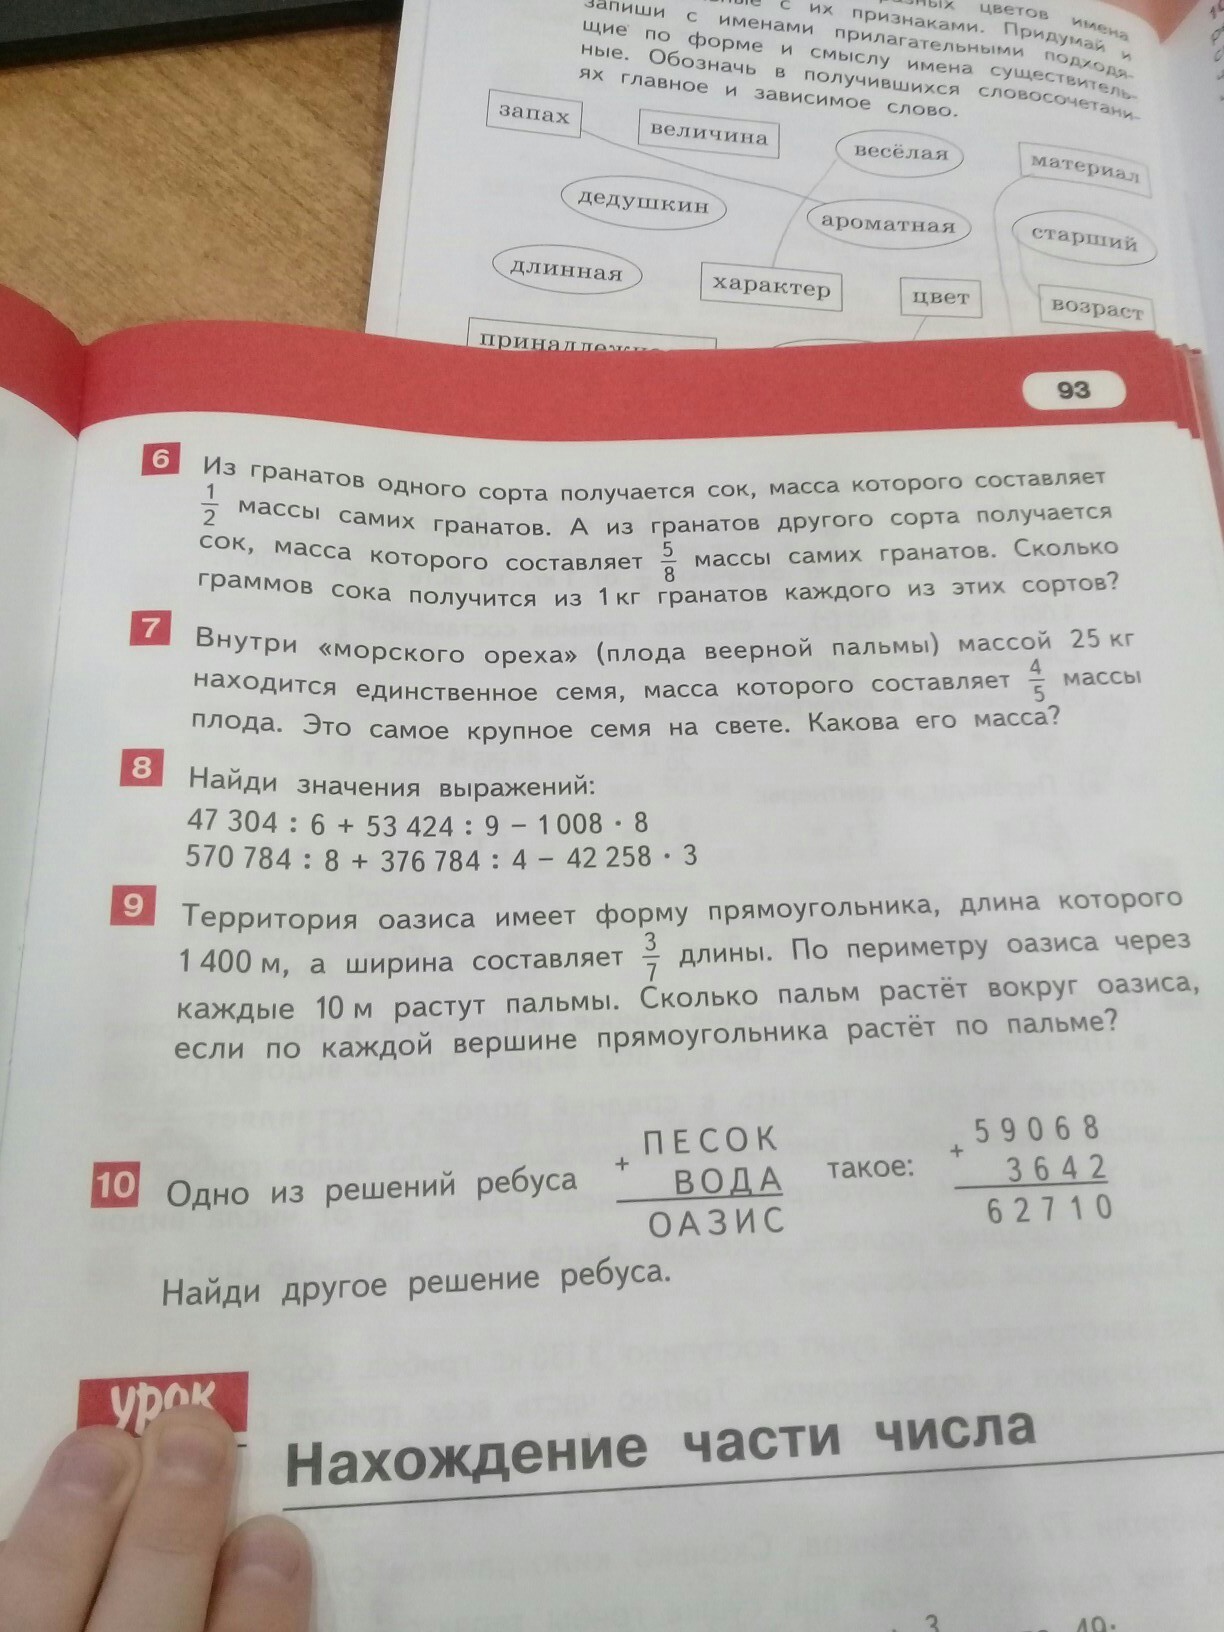 цветов имена
с их признаками. Придумай и
запиши с именами прилагательными подходя-
щие по форме и смыслу имена существитель-
ные. Обозначь в получившихся словосочетани-
ях главное и зависимое слово.
запах
величина
весёлая
материал
дедушкин
ароматная
старший
длинная
характер
цвет
возраст
93
6 Из гранатов одного сорта получается сок, масса которого составляет
1/2 массы самих гранатов. А из гранатов другого сорта получается
сок, масса которого составляет 5/8 массы самих гранатов. Сколько
граммов сока получится из 1 кг гранатов каждого из этих сортов?
7 Внутри «морского ореха» (плода веерной пальмы) массой 25 кг
находится единственное семя, масса которого составляет 4/5 массы
плода. Это самое крупное семя на свете. Какова его масса?
8 Найди значения выражений:
47 304 : 6 + 53 424 : 9 − 1 008 · 8
570 784 : 8 + 376 784 : 4 − 42 258 · 3
9 Территория оазиса имеет форму прямоугольника, длина которого
1 400 м, а ширина составляет 3/7 длины. По периметру оазиса через
каждые 10 м растут пальмы. Сколько пальм растёт вокруг оазиса,
если по каждой вершине прямоугольника растёт по пальме?
10 Одно из решений ребуса
+ ПЕСОК
ВОДА
ОАЗИС
такое:
+ 59068
3642
62710
Найди другое решение ребуса.
урок
Нахождение части числа